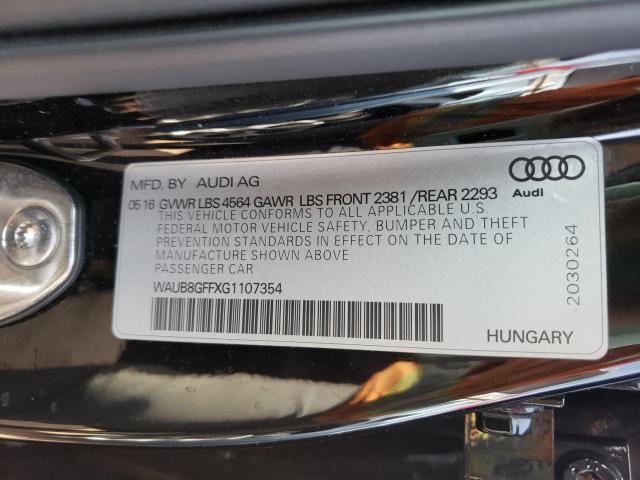 MFD.BY AUDI AG
05 16 GVWR LBS 4564 GAWR LBS FRONT 2381 /REAR 2293
THIS VEHICLE CONFORMS TO ALL APPLICABLE U.S.
FEDERAL MOTOR VEHICLE SAFETY, BUMPER AND THEFT
PREVENTION STANDARDS IN EFFECT ON THE DATE OF
MANUFACTURE SHOWN ABOVE
PASSENGER CAR
WAUB8GFFXG1107354
Audi
2030264
HUNGARY